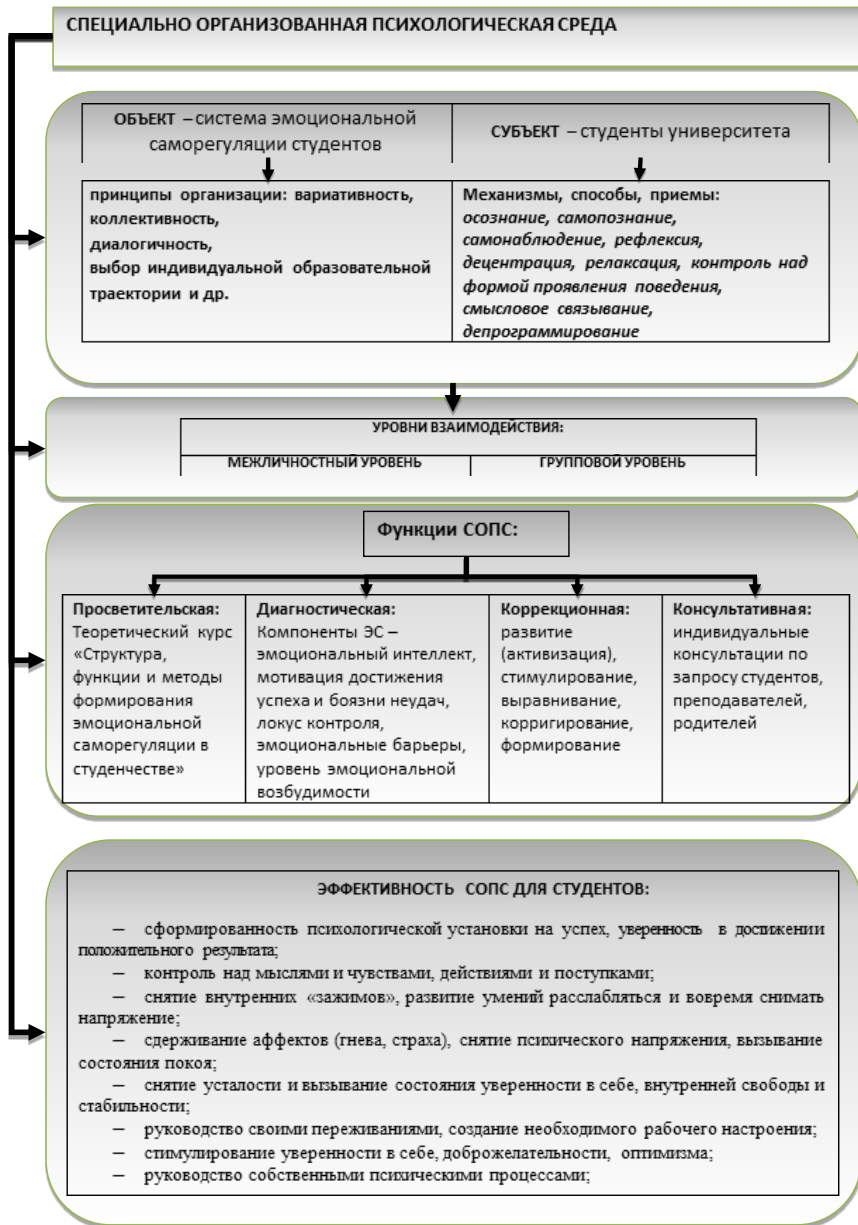 СПЕЦИАЛЬНО ОРГАНИЗОВАННАЯ ПСИХОЛОГИЧЕСКАЯ СРЕДА
ОБЪЕКТ – система эмоциональной
саморегуляции студентов
СУБЪЕКТ – студенты университета
принципы организации: вариативность,
коллективность,
диалогичность,
выбор индивидуальной образовательной
траектории и др.
Механизмы, способы, приемы:
осознание, самопознание,
самонаблюдение, рефлексия,
децентрация, релаксация, контроль над
формой проявления поведения,
смысловое связывание,
депрограммирование
УРОВНИ ВЗАИМОДЕЙСТВИЯ:
МЕЖЛИЧНОСТНЫЙ УРОВЕНЬ
ГРУППОВОЙ УРОВЕНЬ
Функции СОПС:
Просветительская:
Теоретический курс
«Структура,
функции и методы
формирования
эмоциональной
саморегуляции в
студенчестве»
Диагностическая:
Компоненты ЭС –
эмоциональный интеллект,
мотивация достижения
успеха и боязни неудач,
локус контроля,
эмоциональные барьеры,
уровень эмоциональной
возбудимости
Коррекционная:
развитие
(активизация),
стимулирование,
выравнивание,
корригирование,
формирование
Консультативная:
индивидуальные
консультации по
запросу студентов,
преподавателей,
родителей
ЭФФЕКТИВНОСТЬ СОПС ДЛЯ СТУДЕНТОВ:
– сформированность психологической установки на успех, уверенность в достижении
положительного результата;
– контроль над мыслями и чувствами, действиями и поступками;
– снятие внутренних «зажимов», развитие умений расслабляться и вовремя снимать
напряжение;
– сдерживание аффектов (гнева, страха), снятие психического напряжения, вызывание
состояния покоя;
– снятие усталости и вызывание состояния уверенности в себе, внутренней свободы и
стабильности;
– руководство своими переживаниями, создание необходимого рабочего настроения;
– стимулирование уверенности в себе, доброжелательности, оптимизма;
– руководство собственными психическими процессами;